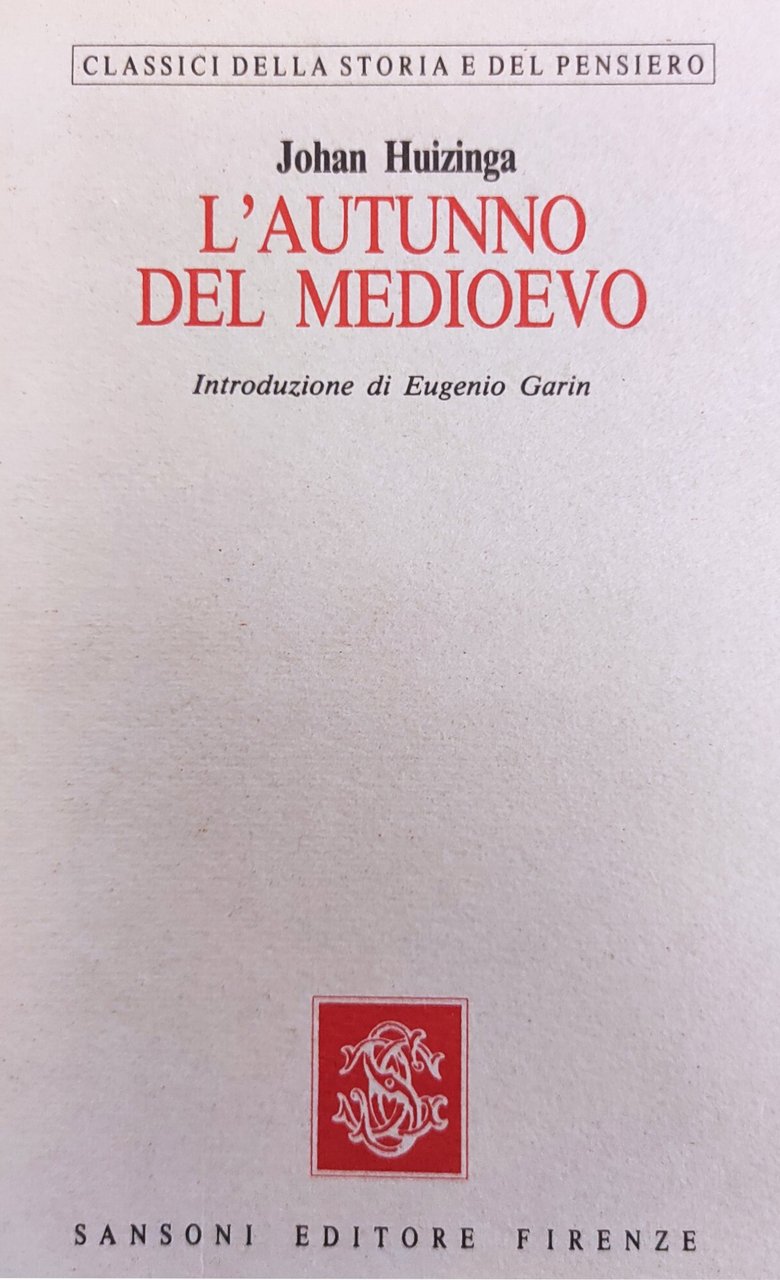 CLASSICI DELLA STORIA E DEL PENSIERO
Johan Huizinga
L'AUTUNNO
DEL MEDIOEVO
Introduzione di Eugenio Garin
SANSONI EDITORE FIRENZE